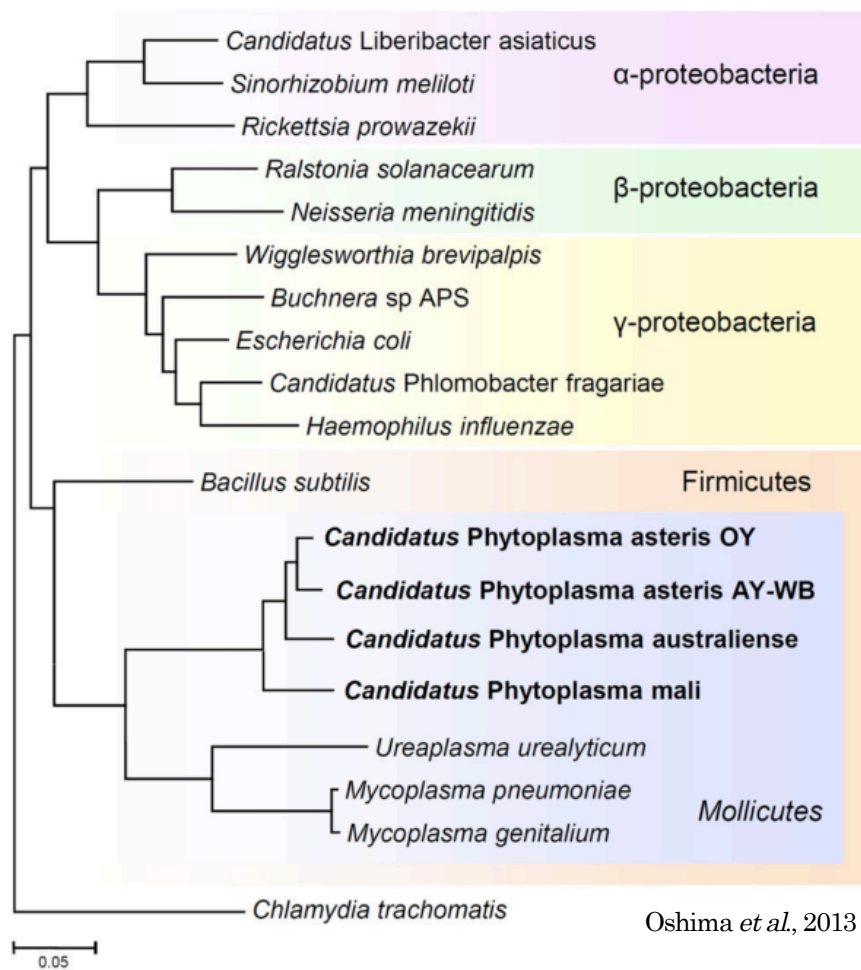 Candidatus Liberibacter asiaticus
Sinorhizobium meliloti
Rickettsia prowazekii
α-proteobacteria
Ralstonia solanacearum
Neisseria meningitidis
β-proteobacteria
Wigglesworthia brevipalpis
Buchnera sp APS
Escherichia coli
Candidatus Phlomobacter fragariae
Haemophilus influenzae
γ-proteobacteria
Bacillus subtilis
Firmicutes
Candidatus Phytoplasma asteris OY
Candidatus Phytoplasma asteris AY-WB
Candidatus Phytoplasma australiense
Candidatus Phytoplasma mali
Ureaplasma urealyticum
Mycoplasma pneumoniae
Mycoplasma genitalium
Mollicutes
Chlamydia trachomatis
Oshima et al., 2013
0.05